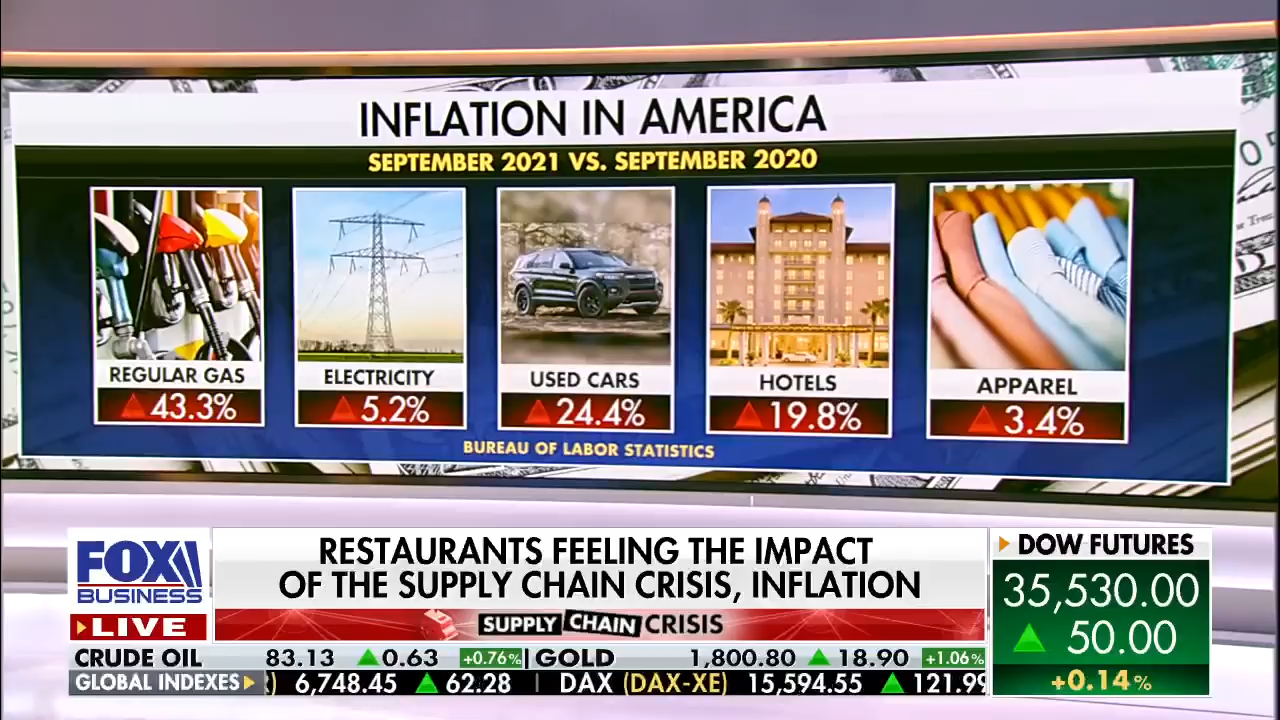 INFLATION IN AMERICA
SEPTEMBER 2021 VS. SEPTEMBER 2020
REGULAR GAS
▲ 43.3%
ELECTRICITY
▲ 5.2%
USED CARS
▲ 24.4%
HOTELS
▲ 19.8%
APPAREL
▲ 3.4%
BUREAU OF LABOR STATISTICS
FOX
BUSINESS
LIVE
RESTAURANTS FEELING THE IMPACT
OF THE SUPPLY CHAIN CRISIS, INFLATION
SUPPLY CHAIN CRISIS
DOW FUTURES
35,530.00
▲ 50.00
+0.14%
CRUDE OIL 83.13 ▲0.63 +0.76% GOLD 1,800.80 ▲ 18.90 +1.06%
GLOBAL INDEXES ) 6,748.45 ▲ 62.28 | DAX (DAX-XE) 15,594.55 ▲ 121.99